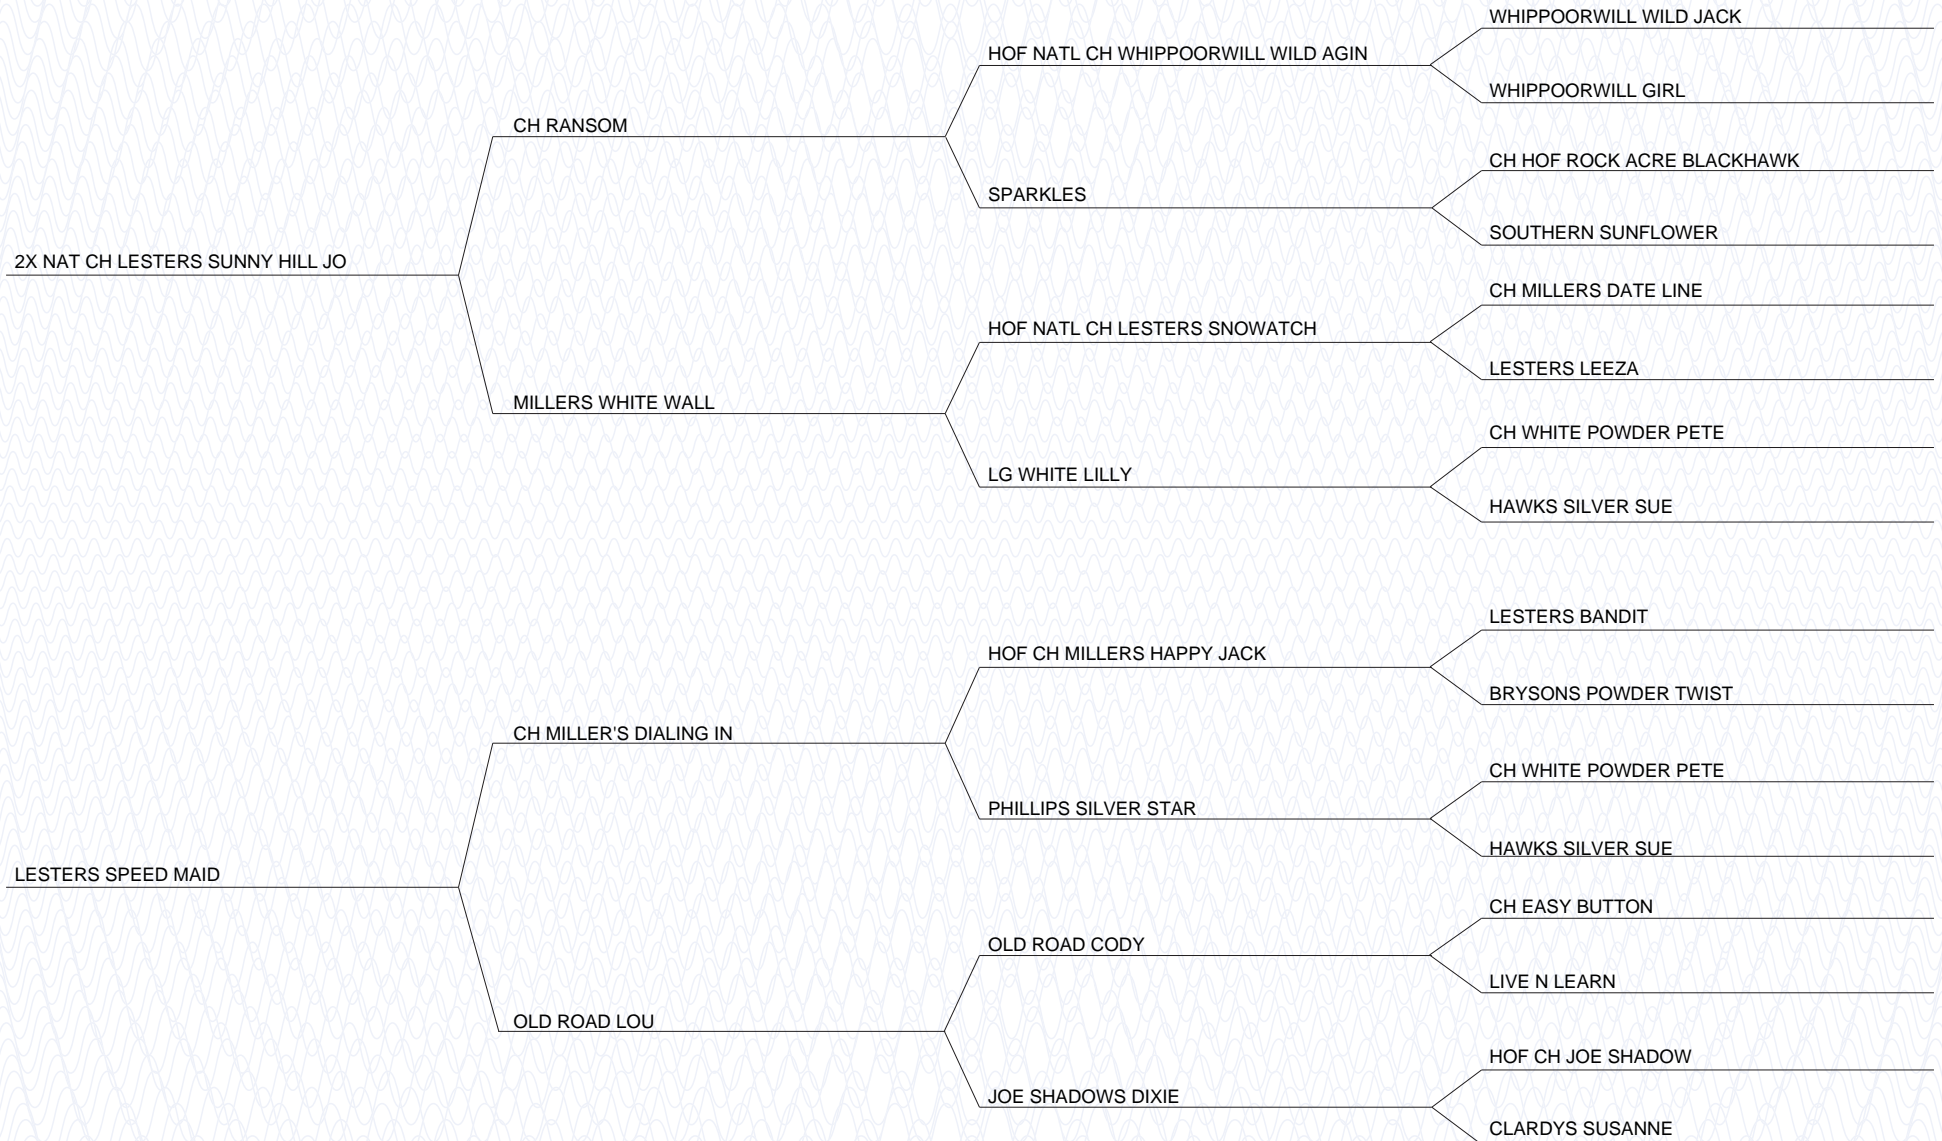 WHIPPOORWILL WILD JACK
HOF NATL CH WHIPPOORWILL WILD AGIN
WHIPPOORWILL GIRL
CH RANSOM
CH HOF ROCK ACRE BLACKHAWK
SPARKLES
SOUTHERN SUNFLOWER
2X NAT CH LESTERS SUNNY HILL JO
CH MILLERS DATE LINE
HOF NATL CH LESTERS SNOWATCH
LESTERS LEEZA
MILLERS WHITE WALL
CH WHITE POWDER PETE
LG WHITE LILLY
HAWKS SILVER SUE
LESTERS BANDIT
HOF CH MILLERS HAPPY JACK
BRYSONS POWDER TWIST
CH MILLER'S DIALING IN
CH WHITE POWDER PETE
PHILLIPS SILVER STAR
HAWKS SILVER SUE
LESTERS SPEED MAID
CH EASY BUTTON
OLD ROAD CODY
LIVE N LEARN
OLD ROAD LOU
HOF CH JOE SHADOW
JOE SHADOWS DIXIE
CLARDYS SUSANNE